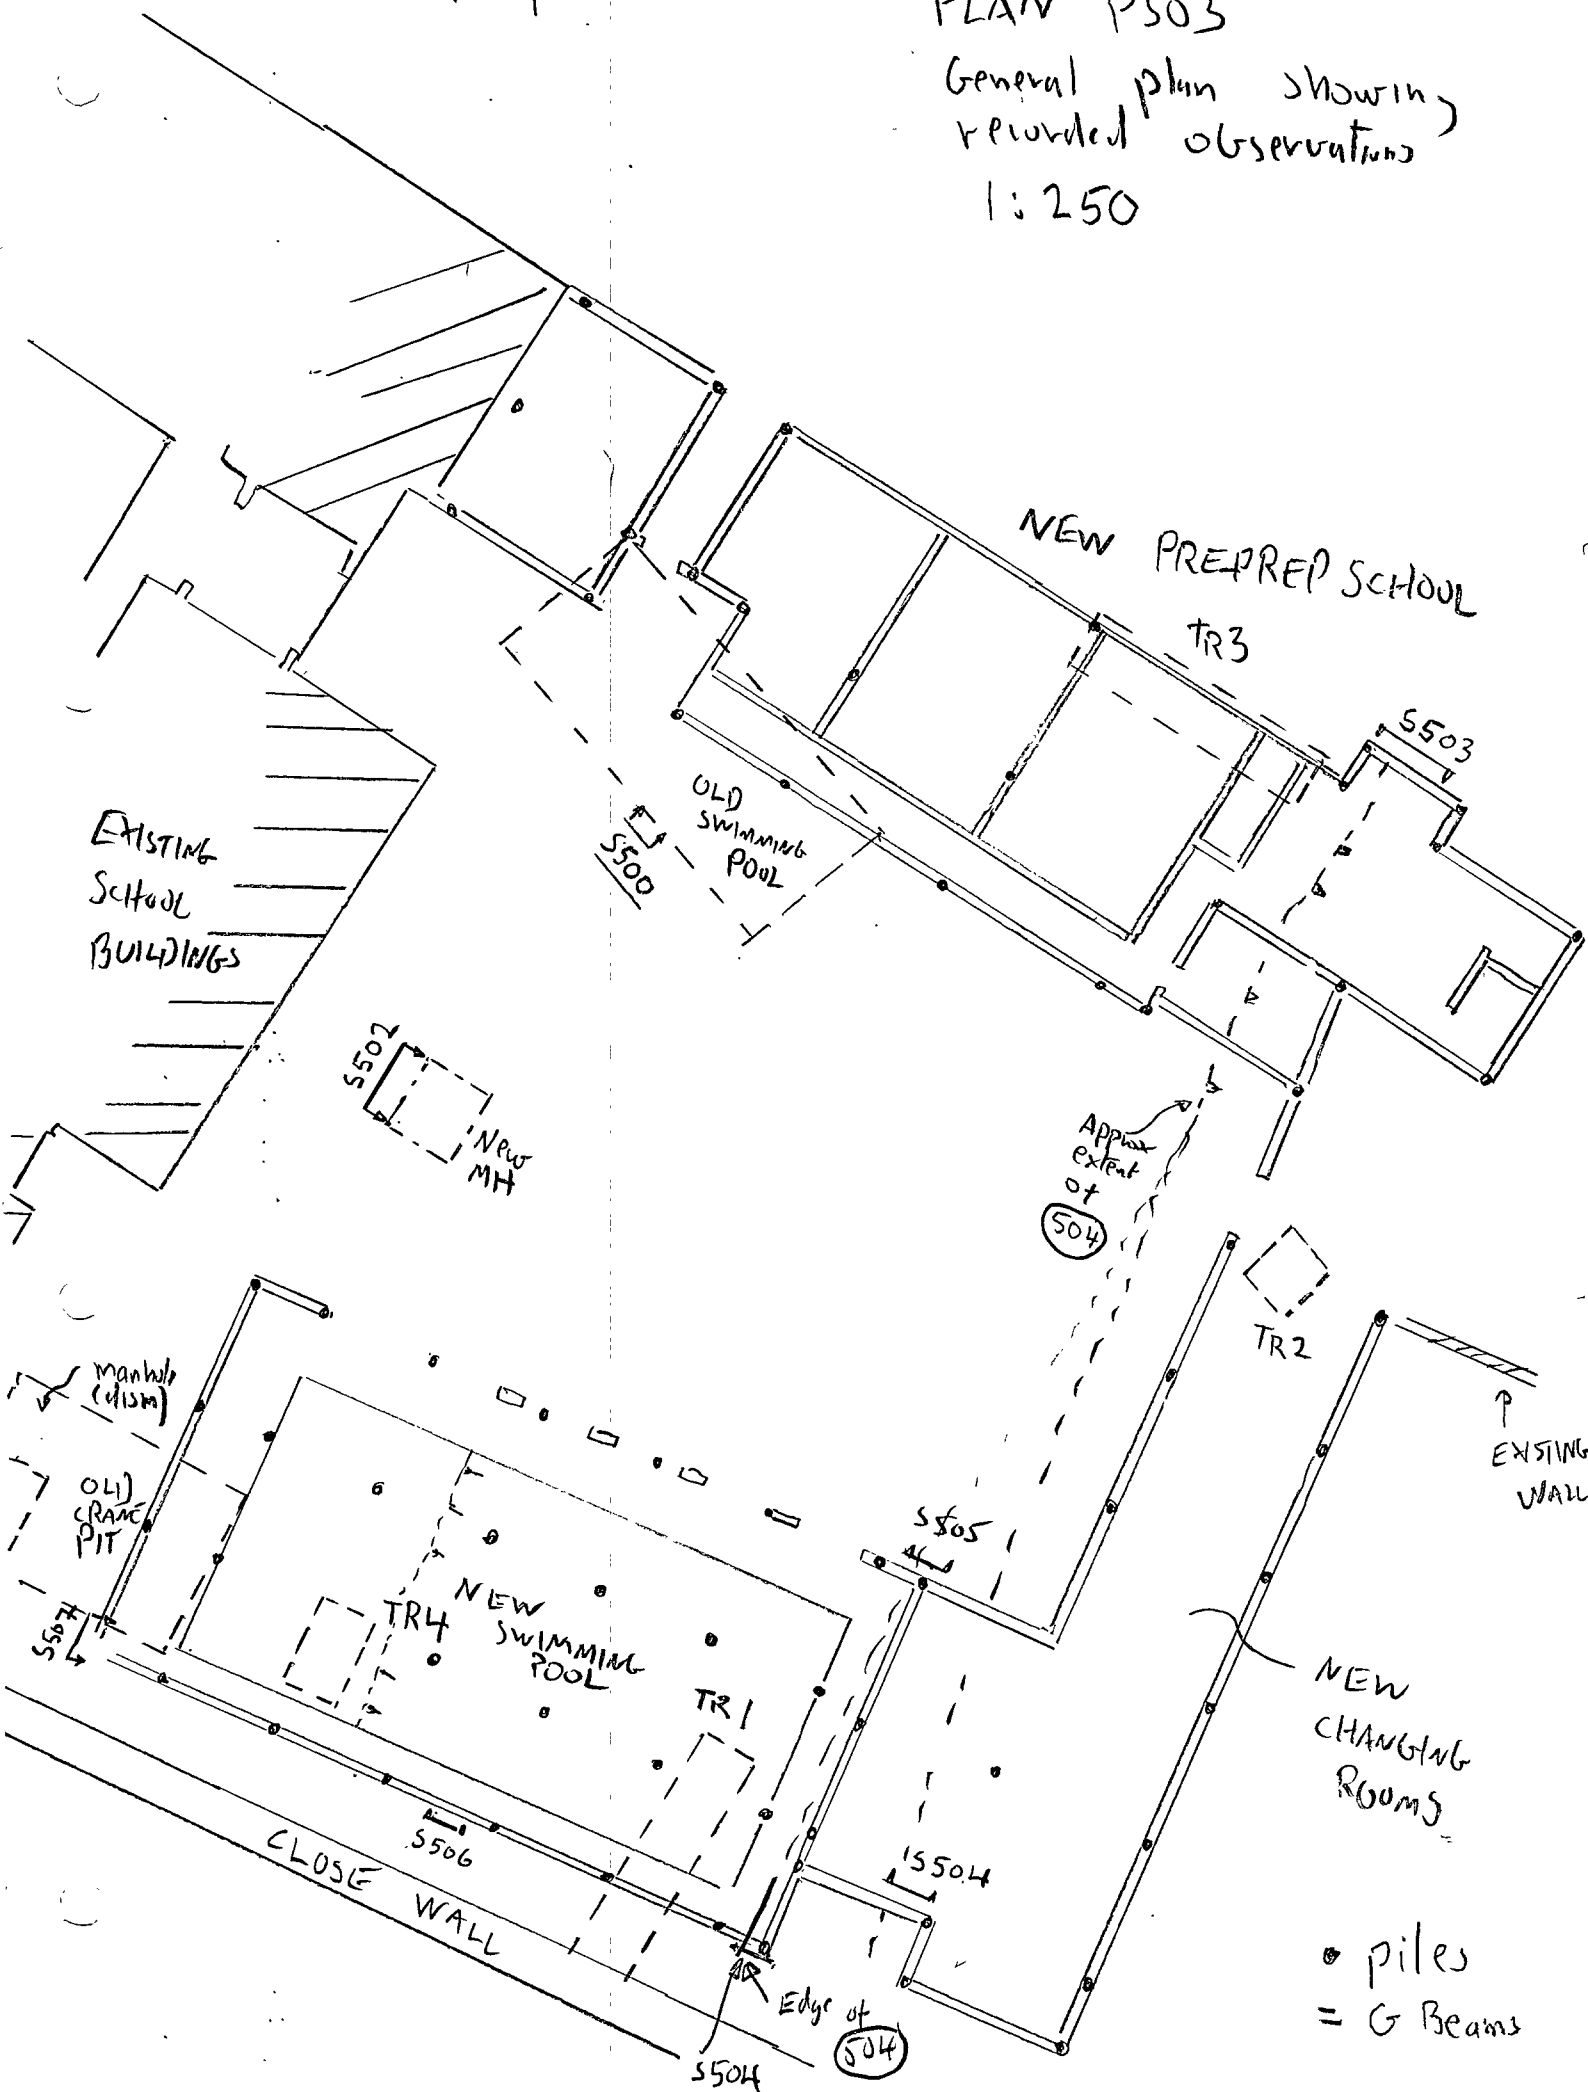 PLAN P503
General plan showing
recorded observations
1:250
NEW PREPREP SCHOOL
TR3
S503
OLD
SWIMMING
POOL
S500
EXISTING
SCHOOL
BUILDINGS
S502
New
MH
Approx
extent
of
504
TR2
EXISTING
WALL
manhole
(dism)
OLD
CRANE
PIT
S507
TR4
NEW
SWIMMING
POOL
TR1
S505
NEW
CHANGING
ROOMS
S506
S504
CLOSE WALL
Edge of
504
S504
piles
= G Beams